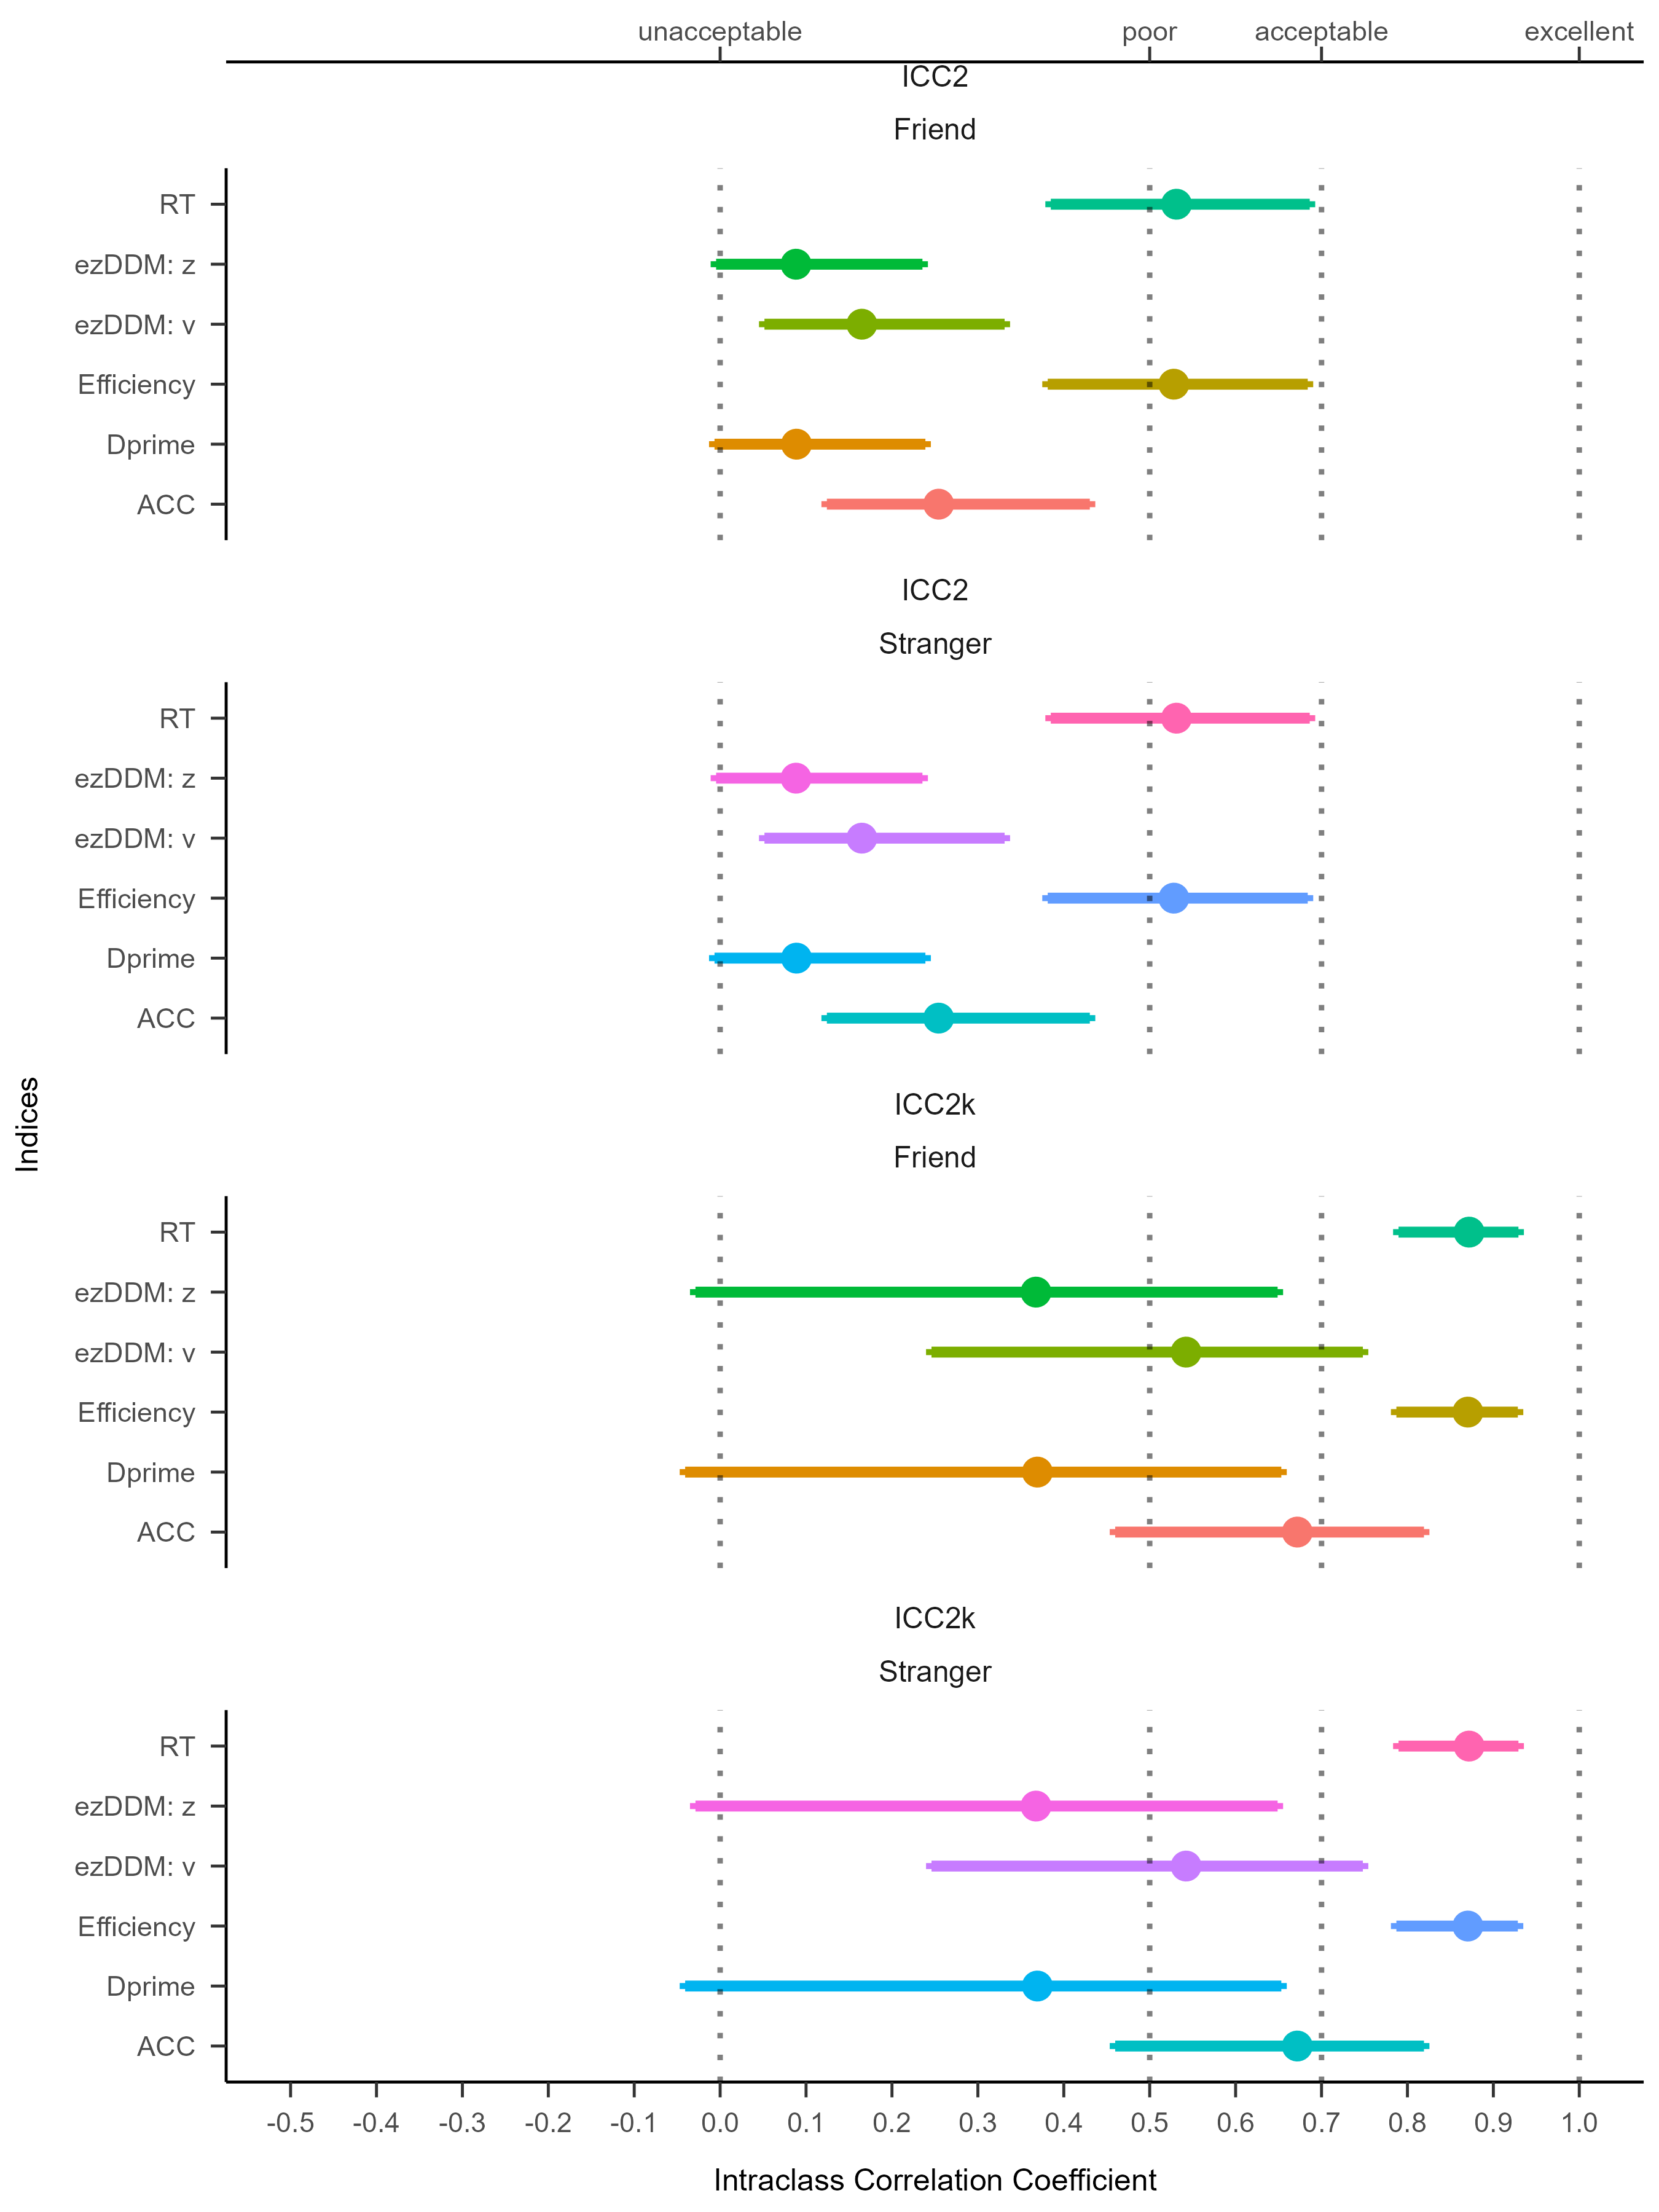 unacceptable poor acceptable excellent
ICC2
Friend
RT
ezDDM: z
ezDDM: v
Efficiency
Dprime
ACC
ICC2
Stranger
RT
ezDDM: z
ezDDM: v
Efficiency
Dprime
ACC
Indices
ICC2k
Friend
RT
ezDDM: z
ezDDM: v
Efficiency
Dprime
ACC
ICC2k
Stranger
RT
ezDDM: z
ezDDM: v
Efficiency
Dprime
ACC
-0.5 -0.4 -0.3 -0.2 -0.1 0.0 0.1 0.2 0.3 0.4 0.5 0.6 0.7 0.8 0.9 1.0
Intraclass Correlation Coefficient